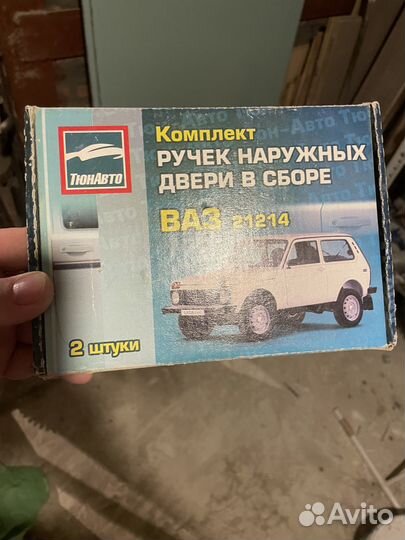 Комплект
РУЧЕК НАРУЖНЫХ
ДВЕРИ В СБОРЕ
ТюнАвто
ВАЗ 21214
2 штуки
Avito